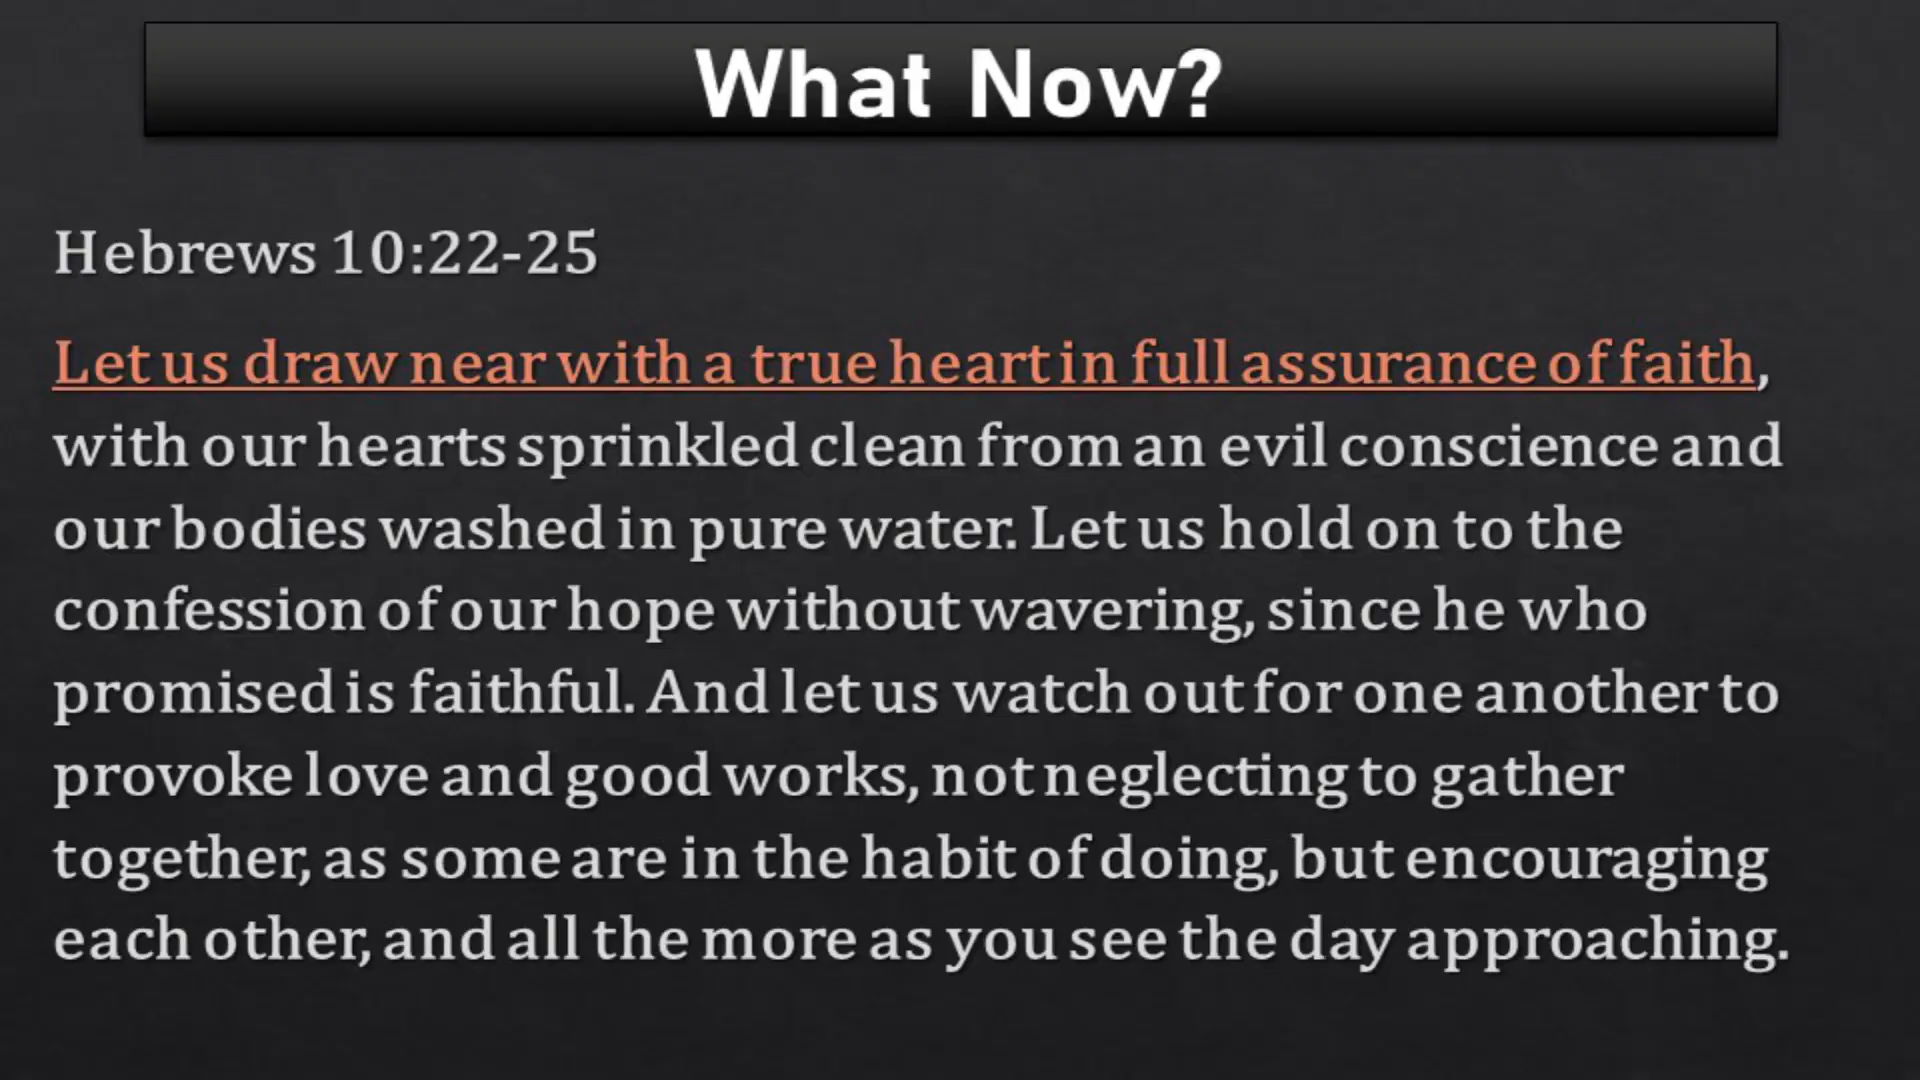 What Now?
Hebrews 10:22-25
Let us draw near with a true heart in full assurance of faith,
with our hearts sprinkled clean from an evil conscience and
our bodies washed in pure water. Let us hold on to the
confession of our hope without wavering, since he who
promised is faithful. And let us watch out for one another to
provoke love and good works, not neglecting to gather
together, as some are in the habit of doing, but encouraging
each other, and all the more as you see the day approaching.